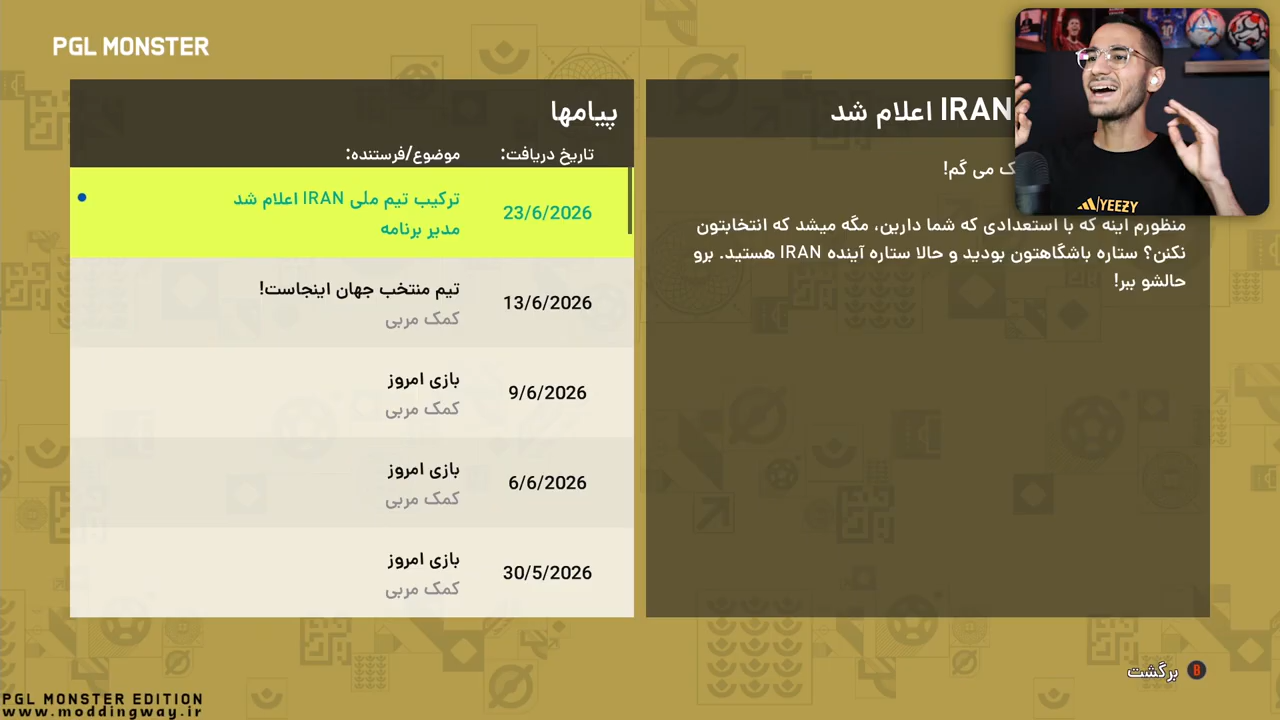 PGL MONSTER
پیامها
تاریخ دریافت: موضوع/فرستنده:
23/6/2026 ترکیب تیم ملی IRAN اعلام شد
مدیر برنامه
13/6/2026 تیم منتخب جهان اینجاست!
کمک مربی
9/6/2026 بازی امروز
کمک مربی
6/6/2026 بازی امروز
کمک مربی
30/5/2026 بازی امروز
کمک مربی
IRAN اعلام شد
می گم!
منظورم اینه که با استعدادی که شما دارین، مگه میشد که انتخابتون
نکنن؟ ستاره باشگاهتون بودید و حالا ستاره آینده IRAN هستید. برو
حالشو ببر!
YEEZY
B برگشت
PGL MONSTER EDITION
www.moddingway.ir